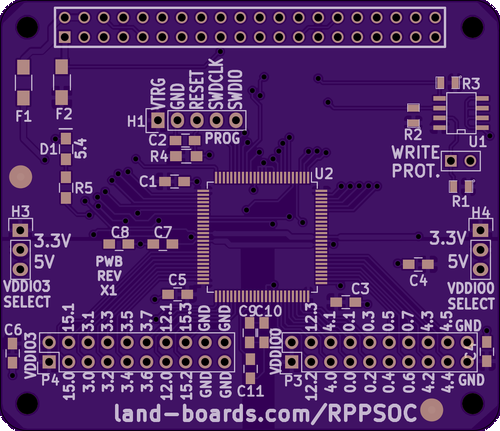 F1
F2
D1
5.4
R5
H1
VTRG
GND
RESET
SWDCLK
SWDIO
PROG
C2
R4
C1
U2
R3
R2
U1
WRITE
PROT.
R1
H3
3.3V
5V
VDDIO3
SELECT
C8
C7
PWB
REV
X1
C5
C3
C4
H4
3.3V
5V
VDDIO0
SELECT
C6
VDDIO3
P4
15.1
3.1
3.3
3.5
3.7
12.1
15.3
GND
GND
15.0
3.0
3.2
3.4
3.6
12.0
15.2
GND
GND
C9
C10
C11
VDDIO0
P3
12.3
4.1
0.1
0.3
0.5
0.7
4.3
4.5
GND
12.2
4.0
0.0
0.2
0.4
0.6
4.2
4.4
GND
land-boards.com/RPPSOC